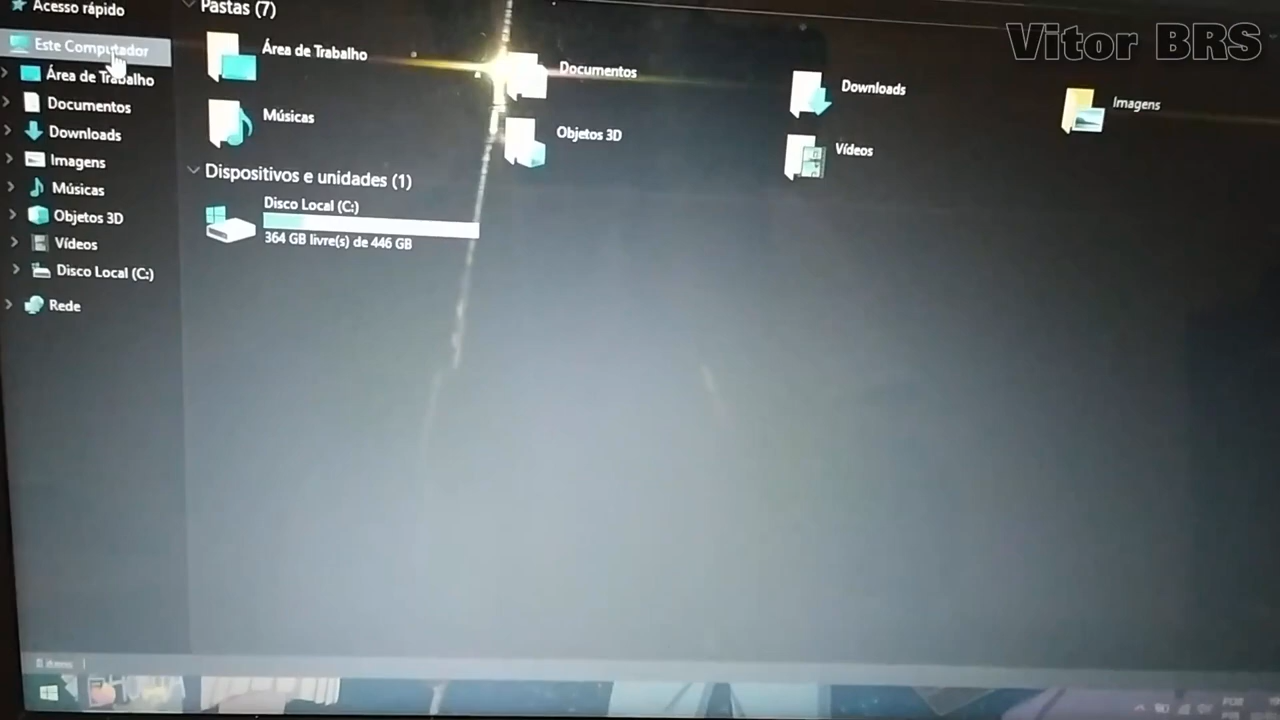 Acesso rápido
Este Computador
Área de Trabalho
Documentos
Downloads
Imagens
Músicas
Objetos 3D
Vídeos
Disco Local (C:)
Rede
Pastas (7)
Área de Trabalho
Documentos
Downloads
Imagens
Músicas
Objetos 3D
Vídeos
Dispositivos e unidades (1)
Disco Local (C:)
364 GB livre(s) de 446 GB
Vitor BRS